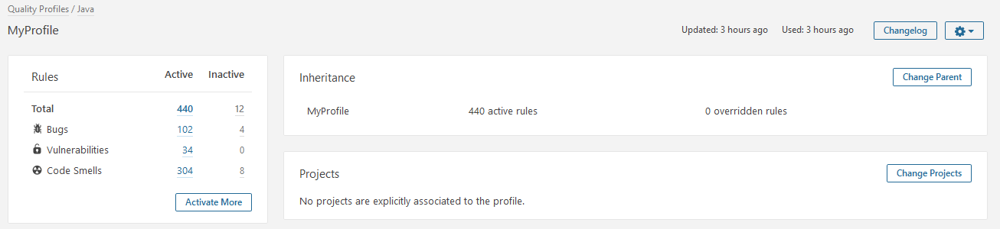 Quality Profiles / Java
MyProfile
Updated: 3 hours ago Used: 3 hours ago Changelog
Rules Active Inactive
Total 440 12
Bugs 102 4
Vulnerabilities 34 0
Code Smells 304 8
Activate More
Inheritance Change Parent
MyProfile 440 active rules 0 overridden rules
Projects Change Projects
No projects are explicitly associated to the profile.